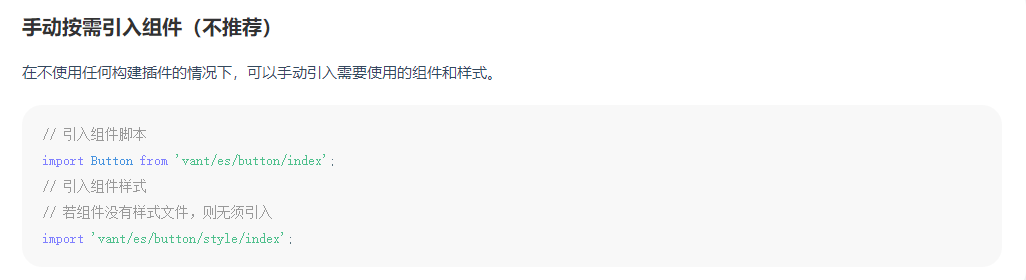 手动按需引入组件（不推荐）
在不使用任何构建插件的情况下，可以手动引入需要使用的组件和样式。
// 引入组件脚本
import Button from 'vant/es/button/index';
// 引入组件样式
// 若组件没有样式文件，则无须引入
import 'vant/es/button/style/index';